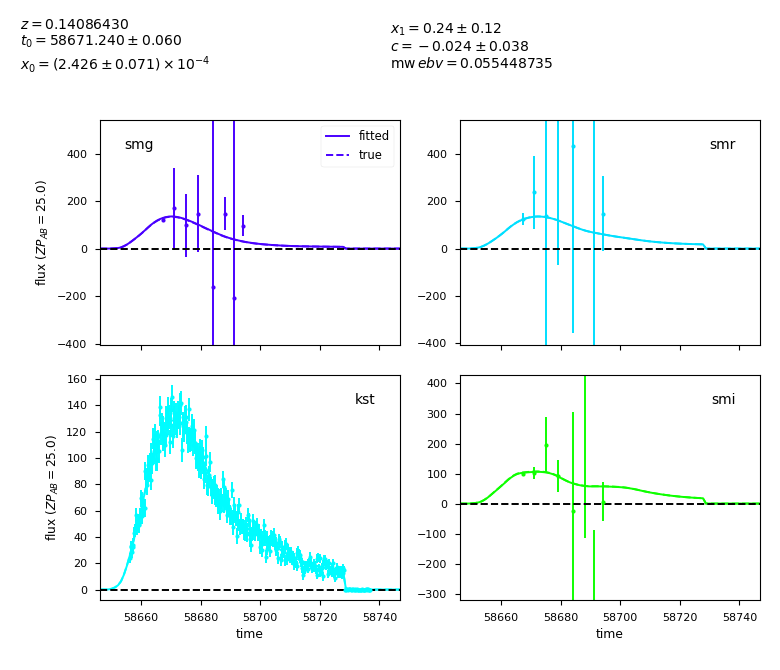 z = 0.14086430
t₀ = 58671.240 ± 0.060
x₀ = (2.426 ± 0.071) × 10⁻⁴
x₁ = 0.24 ± 0.12
c = −0.024 ± 0.038
mw ebv = 0.055448735
smg
fitted
true
400
200
0
−200
−400
flux (ZP_AB = 25.0)
smr
400
200
0
−200
−400
kst
160
140
120
100
80
60
40
20
0
flux (ZP_AB = 25.0)
58660 58680 58700 58720 58740
time
smi
400
300
200
100
0
−100
−200
−300
58660 58680 58700 58720 58740
time